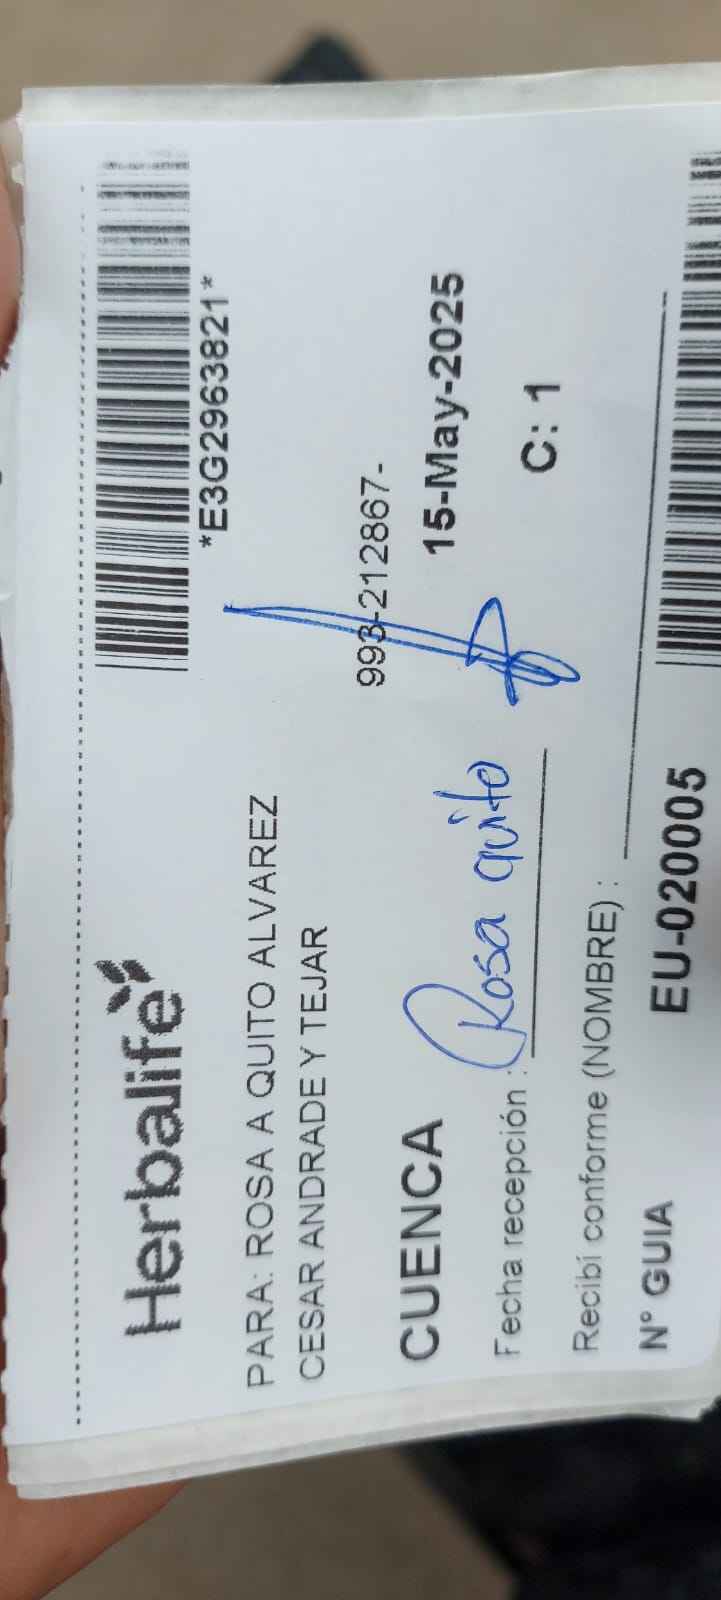 Herbalife
*E3G2963821*
PARA: ROSA A QUITO ALVAREZ
CESAR ANDRADE Y TEJAR
993-212867-
CUENCA
15-May-2025
Fecha recepción : Rosa quito
C: 1
Recibí conforme (NOMBRE) :
N° GUIA EU-020005